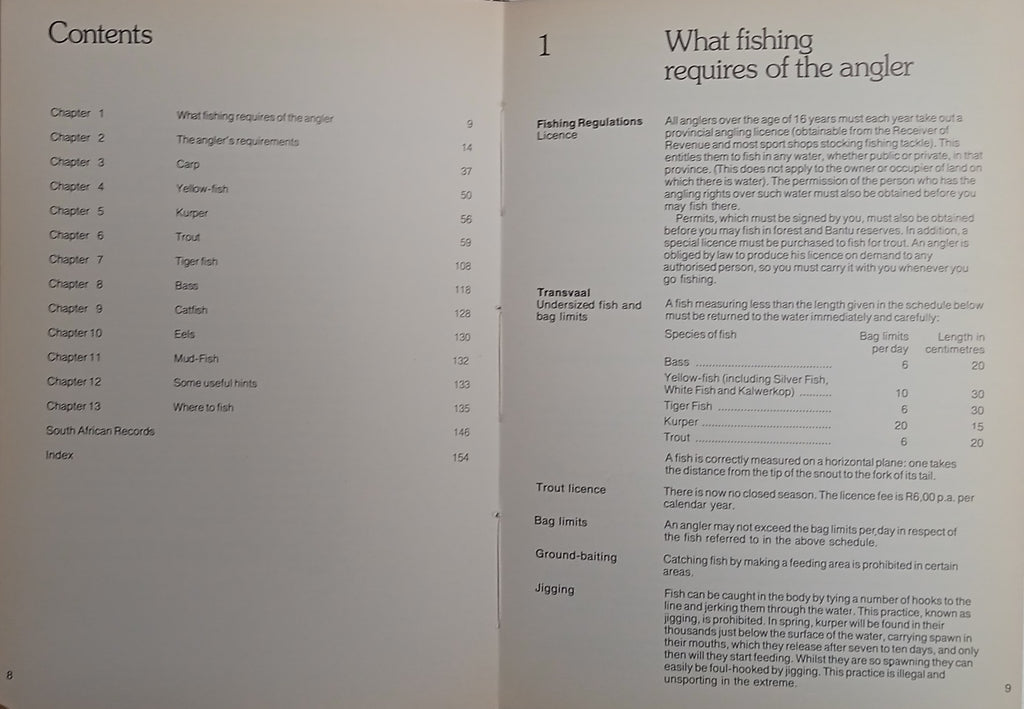 Contents
Chapter 1 What fishing requires of the angler 9
Chapter 2 The angler's requirements 14
Chapter 3 Carp 37
Chapter 4 Yellow-fish 50
Chapter 5 Kurper 56
Chapter 6 Trout 59
Chapter 7 Tiger fish 108
Chapter 8 Bass 118
Chapter 9 Catfish 128
Chapter 10 Eels 130
Chapter 11 Mud-Fish 132
Chapter 12 Some useful hints 133
Chapter 13 Where to fish 135
South African Records 146
Index 154
8
1
What fishing
requires of the angler
Fishing Regulations
Licence
All anglers over the age of 16 years must each year take out a
provincial angling licence (obtainable from the Receiver of
Revenue and most sport shops stocking fishing tackle). This
entitles them to fish in any water, whether public or private, in that
province. (This does not apply to the owner or occupier of land on
which there is water). The permission of the person who has the
angling rights over such water must also be obtained before you
may fish there.
Permits, which must be signed by you, must also be obtained
before you may fish in forest and Bantu reserves. In addition, a
special licence must be purchased to fish for trout. An angler is
obliged by law to produce his licence on demand to any
authorised person, so you must carry it with you whenever you
go fishing.
Transvaal
Undersized fish and
bag limits
A fish measuring less than the length given in the schedule below
must be returned to the water immediately and carefully:
Species of fish Bag limits Length in
per day centimetres
Bass ...................................... 6 20
Yellow-fish (including Silver Fish,
White Fish and Kalwerkop) .......... 10 30
Tiger Fish ................................ 6 30
Kurper .................................... 20 15
Trout ...................................... 6 20
A fish is correctly measured on a horizontal plane: one takes
the distance from the tip of the snout to the fork of its tail.
Trout licence
There is now no closed season. The licence fee is R6,00 p.a. per
calendar year.
Bag limits
An angler may not exceed the bag limits per day in respect of
the fish referred to in the above schedule.
Ground-baiting
Catching fish by making a feeding area is prohibited in certain
areas.
Jigging
Fish can be caught in the body by tying a number of hooks to the
line and jerking them through the water. This practice, known as
jigging, is prohibited. In spring, kurper will be found in their
thousands just below the surface of the water, carrying spawn in
their mouths, which they release after seven to ten days, and only
then will they start feeding. Whilst they are so spawning they can
easily be foul-hooked by jigging. This practice is illegal and
unsporting in the extreme.
9